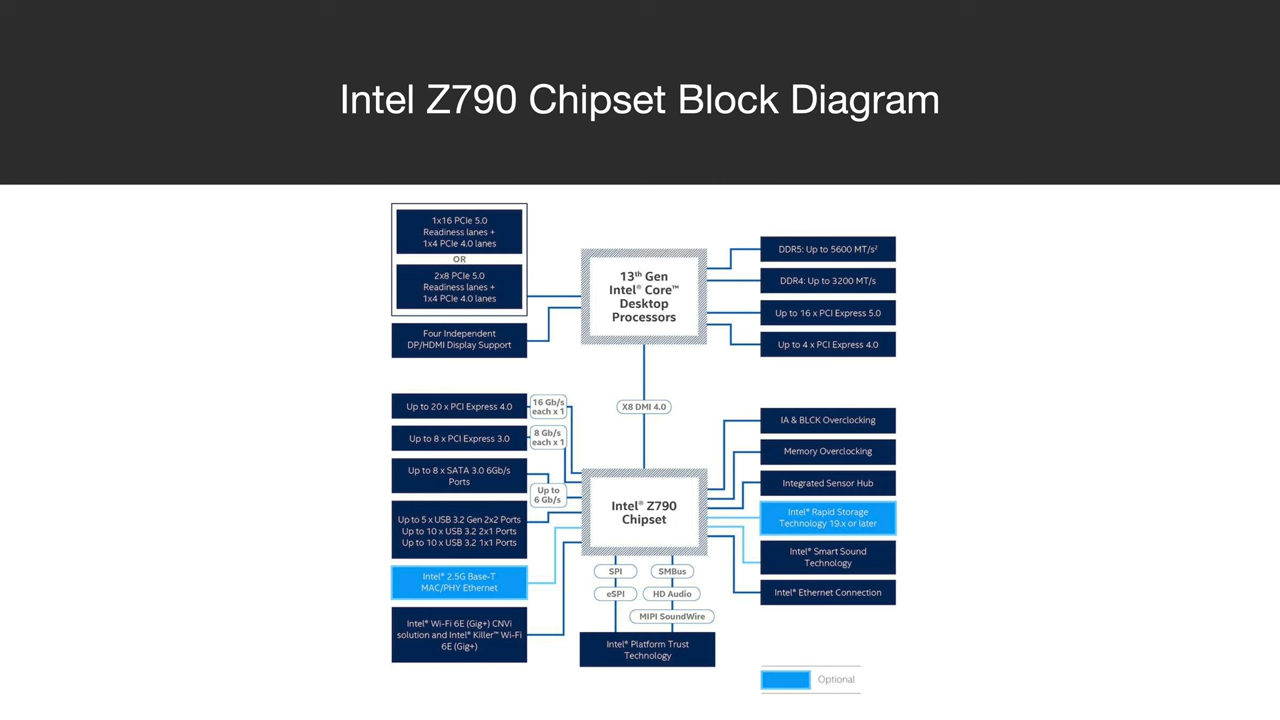 Intel Z790 Chipset Block Diagram
1x16 PCIe 5.0
Readiness lanes +
1x4 PCIe 4.0 lanes
OR
2x8 PCIe 5.0
Readiness lanes +
1x4 PCIe 4.0 lanes
Four Independent
DP/HDMI Display Support
13th Gen
Intel® Core™
Desktop
Processors
DDR5: Up to 5600 MT/s²
DDR4: Up to 3200 MT/s
Up to 16 x PCI Express 5.0
Up to 4 x PCI Express 4.0
X8 DMI 4.0
Up to 20 x PCI Express 4.0
16 Gb/s
each x 1
Up to 8 x PCI Express 3.0
8 Gb/s
each x 1
Up to 8 x SATA 3.0 6Gb/s
Ports
Up to
6 Gb/s
Up to 5 x USB 3.2 Gen 2x2 Ports
Up to 10 x USB 3.2 2x1 Ports
Up to 10 x USB 3.2 1x1 Ports
Intel® 2.5G Base-T
MAC/PHY Ethernet
Intel® Wi-Fi 6E (Gig+) CNVi
solution and Intel® Killer™ Wi-Fi
6E (Gig+)
Intel® Z790
Chipset
SPI
eSPI
SMBus
HD Audio
MIPI SoundWire
Intel® Platform Trust
Technology
IA & BLCK Overclocking
Memory Overclocking
Integrated Sensor Hub
Intel® Rapid Storage
Technology 19.x or later
Intel® Smart Sound
Technology
Intel® Ethernet Connection
Optional